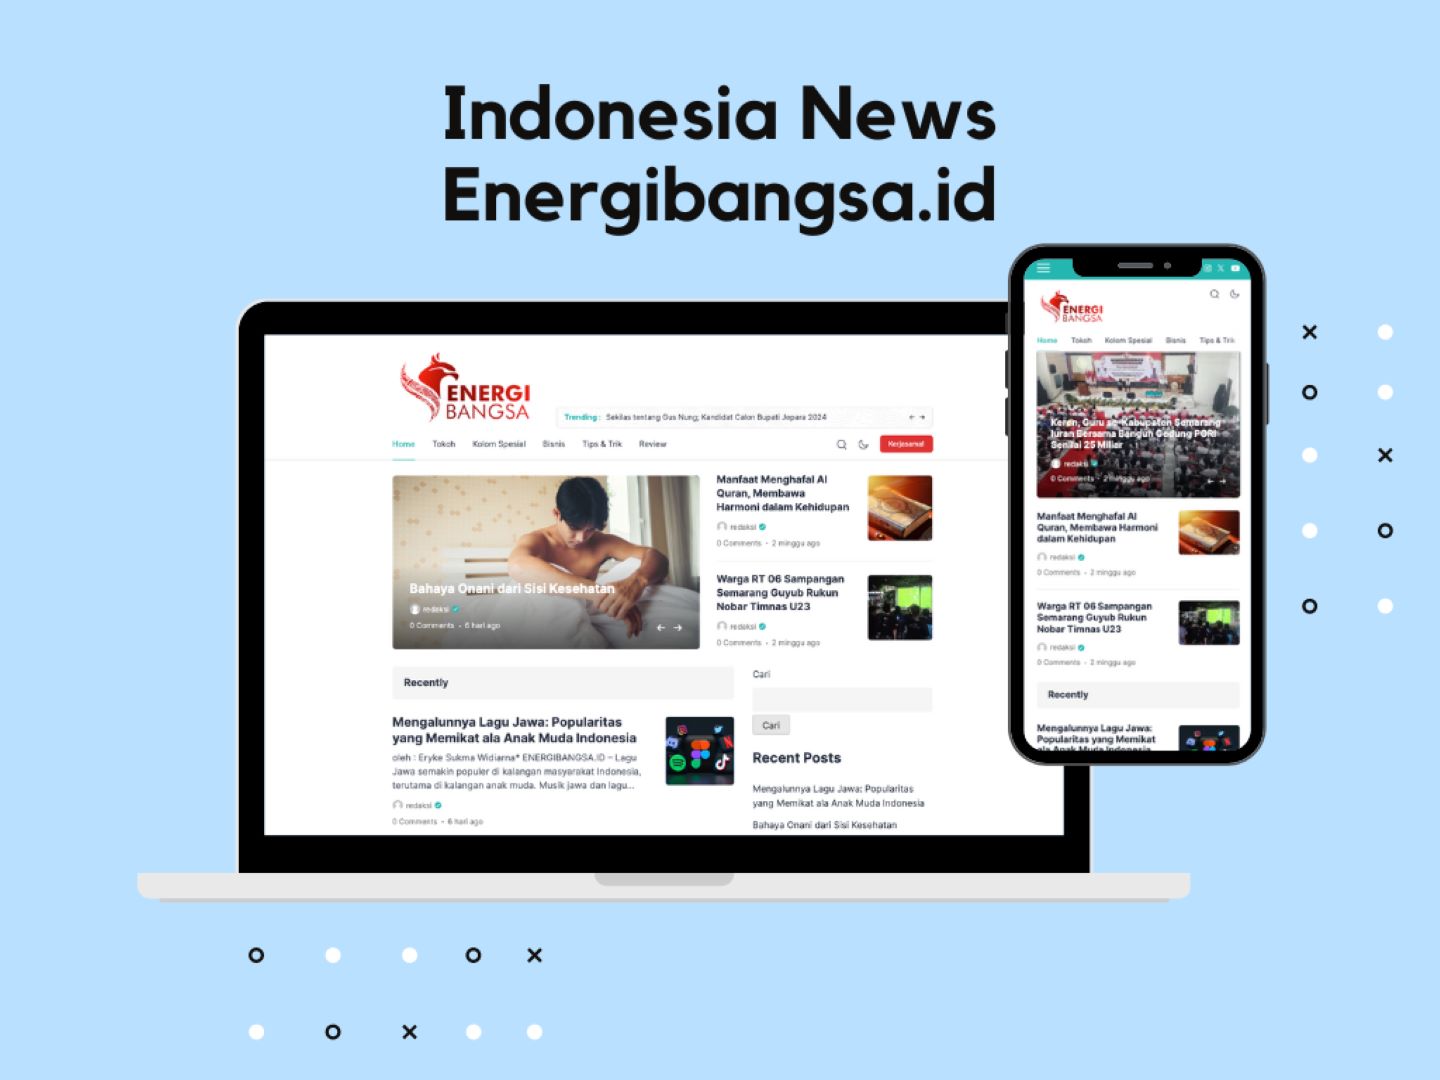 Indonesia News
Energibangsa.id
ENERGI
BANGSA
Trending : Sekilas tentang Gus Nung; Kandidat Calon Bupati Jepara 2024
Home Tokoh Kolom Spesial Bisnis Tips & Trik Review
Kerjasama!
Bahaya Onani dari Sisi Kesehatan
redaksi
0 Comments • 6 hari ago
Manfaat Menghafal Al
Quran, Membawa
Harmoni dalam Kehidupan
redaksi
0 Comments • 2 minggu ago
Warga RT 06 Sampangan
Semarang Guyub Rukun
Nobar Timnas U23
redaksi
0 Comments • 2 minggu ago
Recently
Mengalunnya Lagu Jawa: Popularitas
yang Memikat ala Anak Muda Indonesia
oleh : Eryke Sukma Widiarna* ENERGIBANGSA.ID – Lagu
Jawa semakin populer di kalangan masyarakat Indonesia,
terutama di kalangan anak muda. Musik jawa dan lagu...
redaksi
0 Comments • 6 hari ago
Cari
Cari
Recent Posts
Mengalunnya Lagu Jawa: Popularitas
yang Memikat ala Anak Muda Indonesia
Bahaya Onani dari Sisi Kesehatan
ENERGI
BANGSA
Home Tokoh Kolom Spesial Bisnis Tips & Trik
Keren, Guru se-Kabupaten Semarang
Iuran Bersama Bangun Gedung PGRI
Senilai 25 Miliar
redaksi
0 Comments • 2 minggu ago
Manfaat Menghafal Al
Quran, Membawa Harmoni
dalam Kehidupan
redaksi
0 Comments • 2 minggu ago
Warga RT 06 Sampangan
Semarang Guyub Rukun
Nobar Timnas U23
redaksi
0 Comments • 2 minggu ago
Recently
Mengalunnya Lagu Jawa:
Popularitas yang Memikat
ala Anak Muda Indonesia